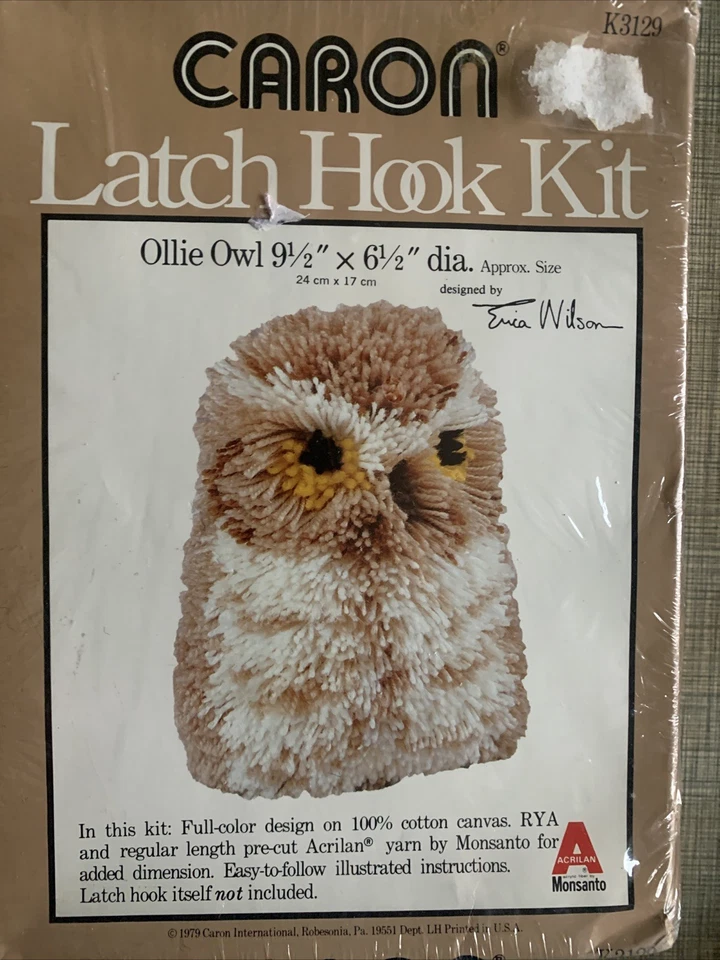 K3129
CARON®
Latch Hook Kit
Ollie Owl 9½" × 6½" dia. Approx. Size
24 cm x 17 cm
designed by
Erica Wilson
In this kit: Full-color design on 100% cotton canvas. RYA
and regular length pre-cut Acrilan® yarn by Monsanto for
added dimension. Easy-to-follow illustrated instructions.
Latch hook itself not included.
ACRILAN
®
Monsanto
© 1979 Caron International, Robesonia, Pa. 19551 Dept. LH Printed in U.S.A.